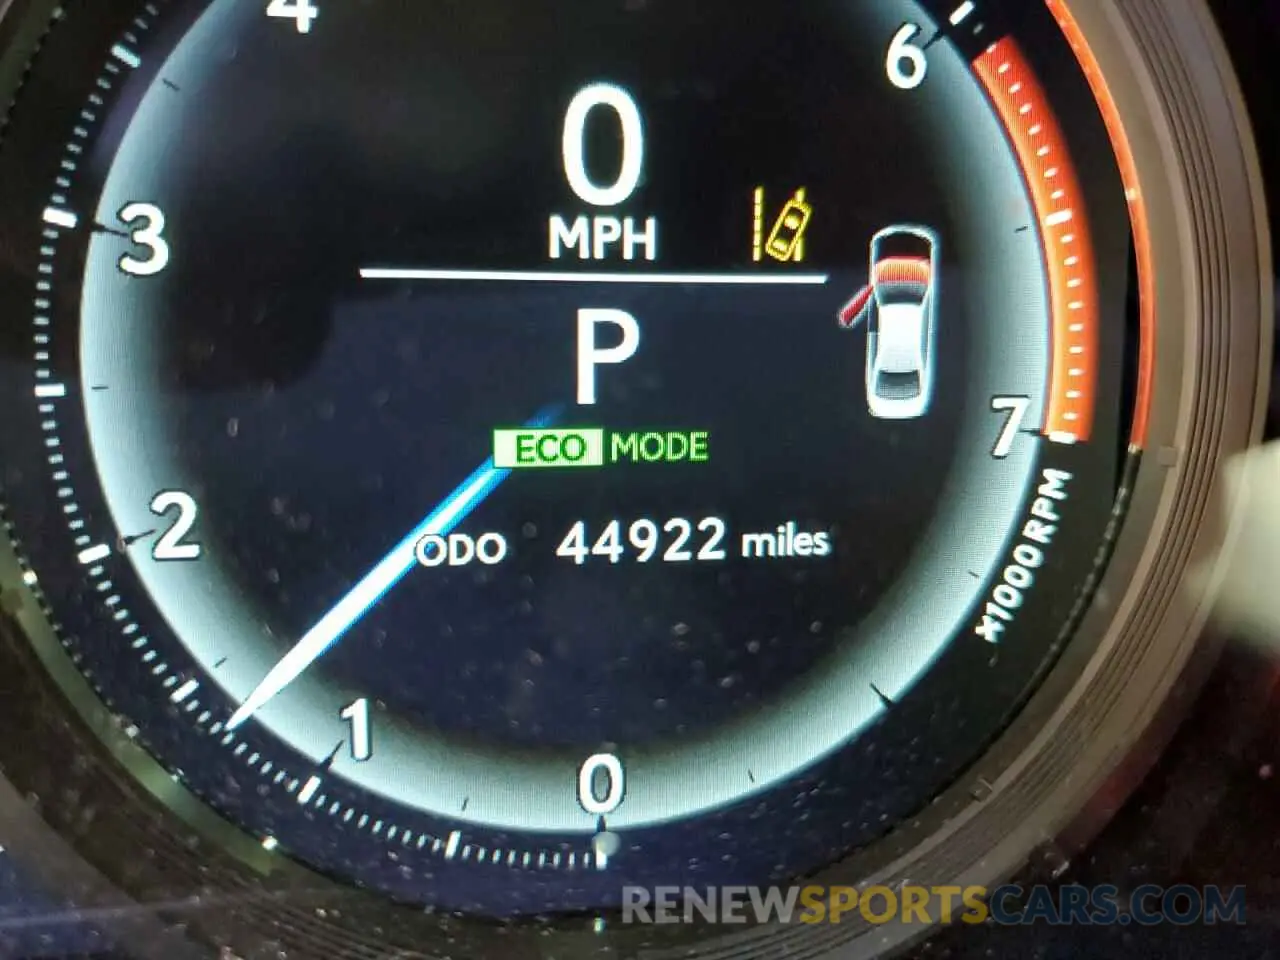 4
6
0
MPH
3
P
7
ECO MODE
2
ODO 44922 miles
x1000RPM
1
0
RENEWSPORTSCARS.COM